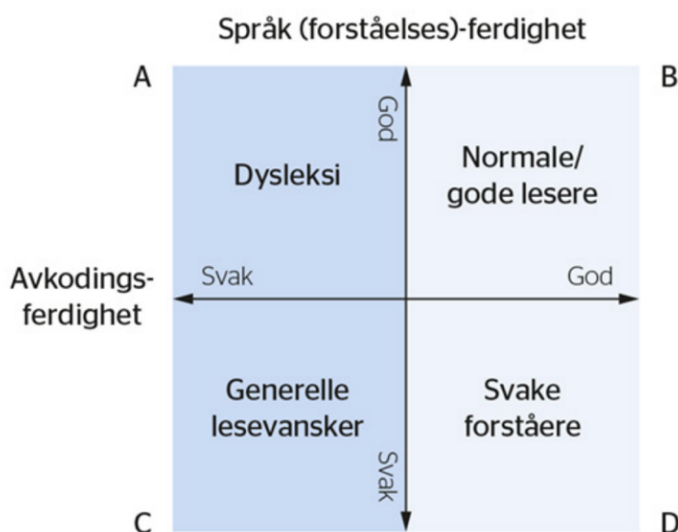 Språk (forståelses)-ferdighet
A
B
God
Dysleksi
Normale/
gode lesere
Avkodings-
ferdighet
Svak
God
Generelle
lesevansker
Svake
forståere
Svak
C
D